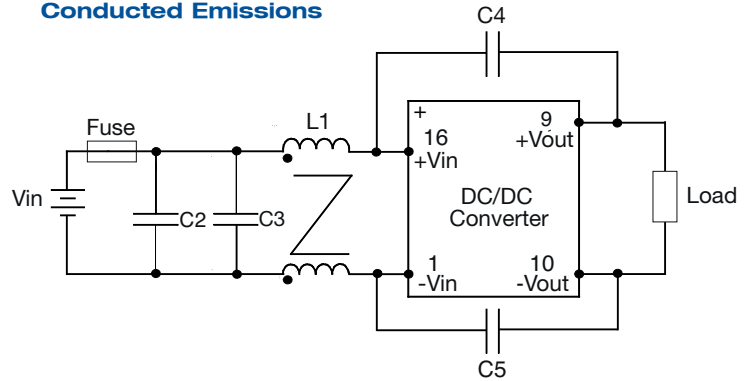 Conducted Emissions
C4
Fuse
L1
+
16
+Vin
9
+Vout
Vin
C2
C3
DC/DC
Converter
Load
1
-Vin
10
-Vout
C5